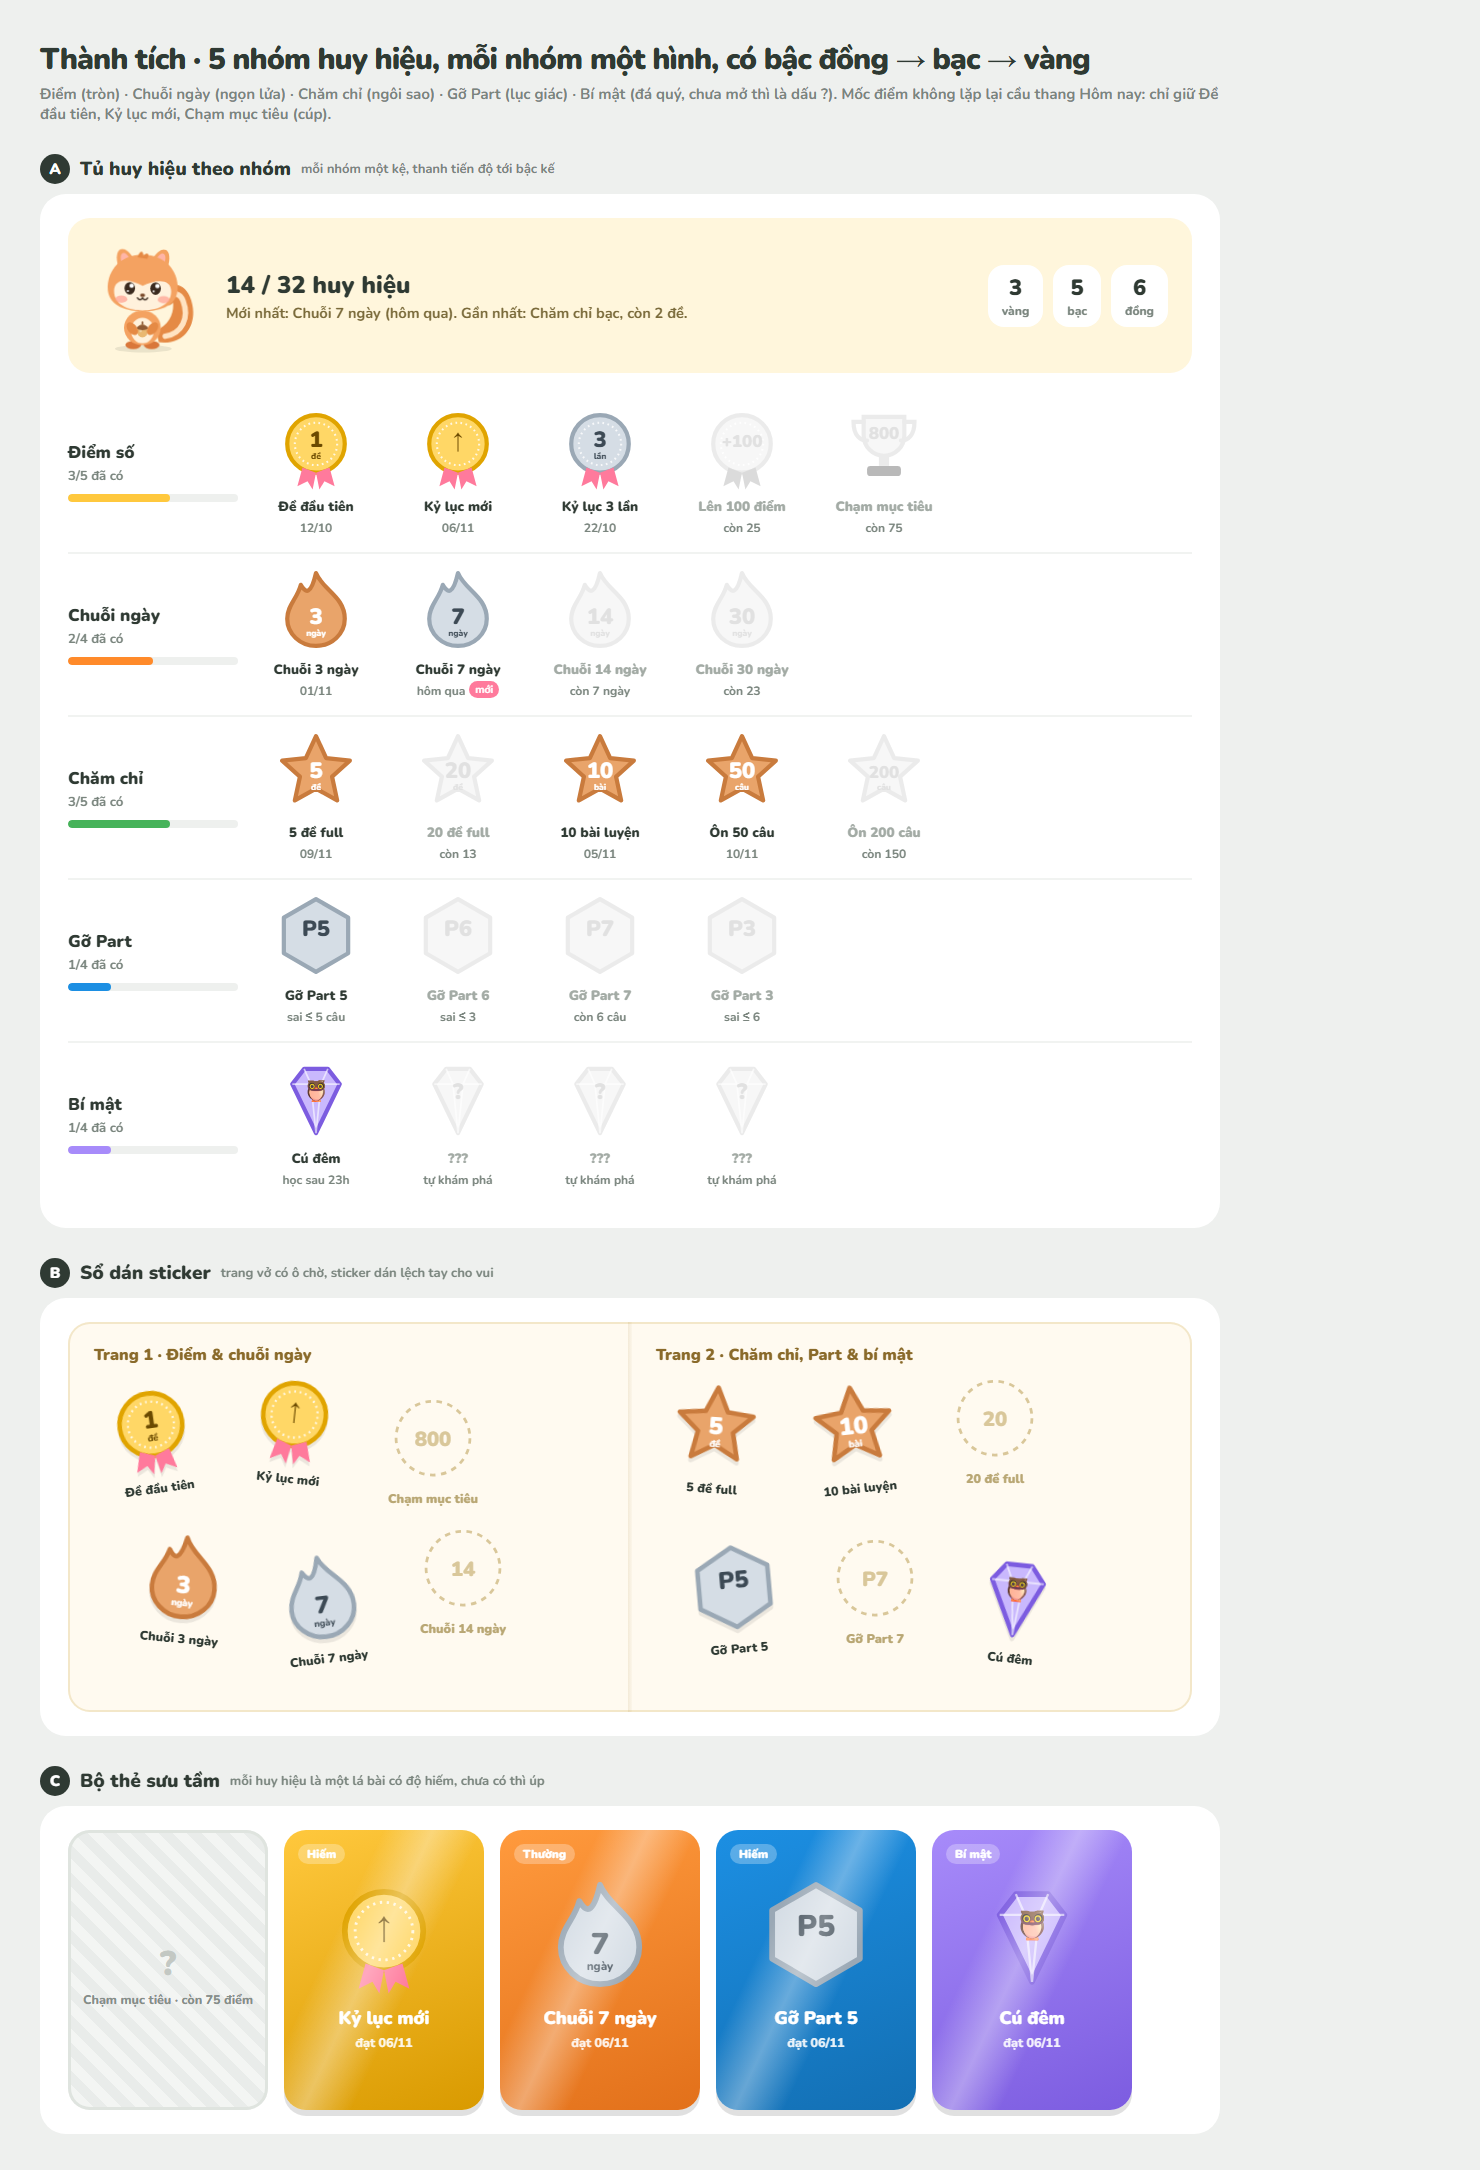 Thành tích · 5 nhóm huy hiệu, mỗi nhóm một hình, có bậc đồng → bạc → vàng
Điểm (tròn) · Chuỗi ngày (ngọn lửa) · Chăm chỉ (ngôi sao) · Gỡ Part (lục giác) · Bí mật (đá quý, chưa mở thì là dấu ?). Mốc điểm không lặp lại cầu thang Hôm nay: chỉ giữ Đề
đầu tiên, Kỷ lục mới, Chạm mục tiêu (cúp).
A Tủ huy hiệu theo nhóm mỗi nhóm một kệ, thanh tiến độ tới bậc kế
14 / 32 huy hiệu
Mới nhất: Chuỗi 7 ngày (hôm qua). Gần nhất: Chăm chỉ bạc, còn 2 đề.
3 5 6
vàng bạc đồng
Điểm số
3/5 đã có
1 ↑ 3 +100 800
đề lần
Đề đầu tiên Kỷ lục mới Kỷ lục 3 lần Lên 100 điểm Chạm mục tiêu
12/10 06/11 22/10 còn 25 còn 75
Chuỗi ngày
2/4 đã có
3 7 14 30
ngày ngày ngày ngày
Chuỗi 3 ngày Chuỗi 7 ngày Chuỗi 14 ngày Chuỗi 30 ngày
01/11 hôm qua mới còn 7 ngày còn 23
Chăm chỉ
3/5 đã có
5 20 10 50 200
đề đề bài câu câu
5 đề full 20 đề full 10 bài luyện Ôn 50 câu Ôn 200 câu
09/11 còn 13 05/11 10/11 còn 150
Gỡ Part
1/4 đã có
P5 P6 P7 P3
Gỡ Part 5 Gỡ Part 6 Gỡ Part 7 Gỡ Part 3
sai ≤ 5 câu sai ≤ 3 còn 6 câu sai ≤ 6
Bí mật
1/4 đã có
? ? ?
Cú đêm ??? ??? ???
học sau 23h tự khám phá tự khám phá tự khám phá
B Sổ dán sticker trang vở có ô chờ, sticker dán lệch tay cho vui
Trang 1 · Điểm & chuỗi ngày
1 ↑ 800
đề
Đề đầu tiên Kỷ lục mới Chạm mục tiêu
3 7 14
ngày ngày
Chuỗi 3 ngày Chuỗi 7 ngày Chuỗi 14 ngày
Trang 2 · Chăm chỉ, Part & bí mật
5 10 20
đề bài
5 đề full 10 bài luyện 20 đề full
P5 P7
Gỡ Part 5 Gỡ Part 7 Cú đêm
C Bộ thẻ sưu tầm mỗi huy hiệu là một lá bài có độ hiếm, chưa có thì úp
?
Chạm mục tiêu · còn 75 điểm
Hiếm
↑
Kỷ lục mới
đạt 06/11
Thường
7
ngày
Chuỗi 7 ngày
đạt 06/11
Hiếm
P5
Gỡ Part 5
đạt 06/11
Bí mật
Cú đêm
đạt 06/11